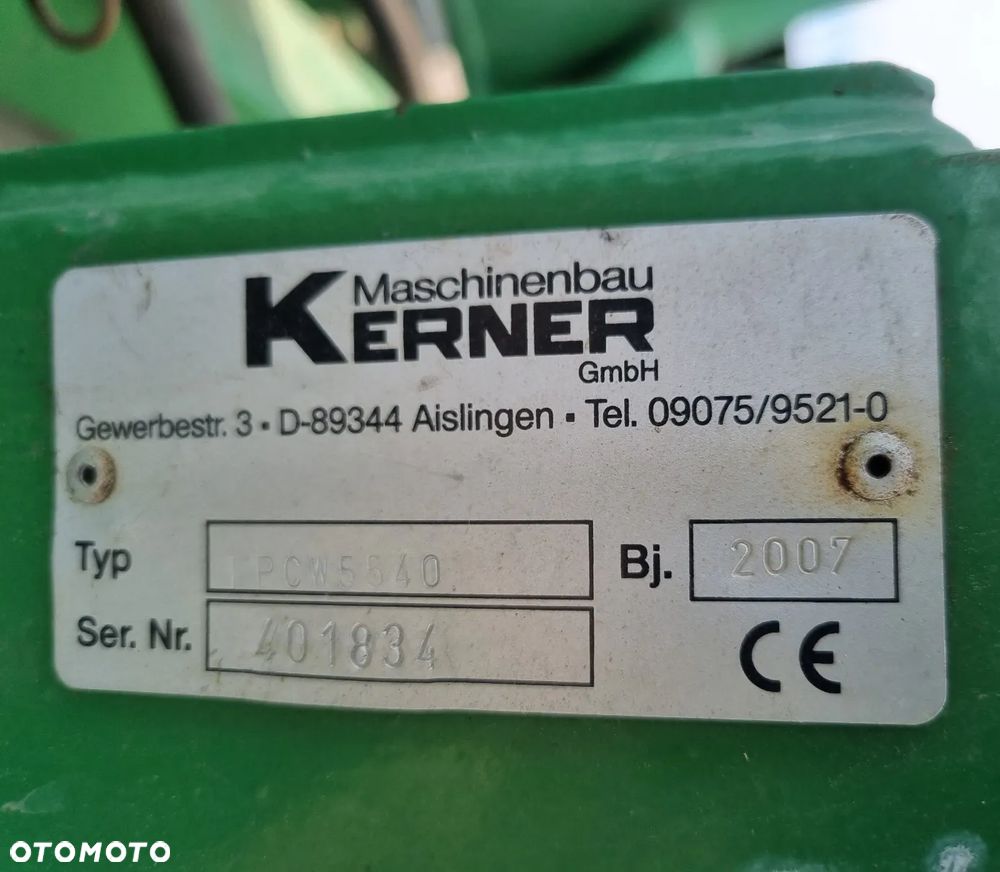 Maschinenbau
KERNER
GmbH
Gewerbestr. 3 ▪ D-89344 Aislingen ▪ Tel. 09075/9521-0
Typ Bj. 2007
Ser. Nr. 401834
CE
OTOMOTO